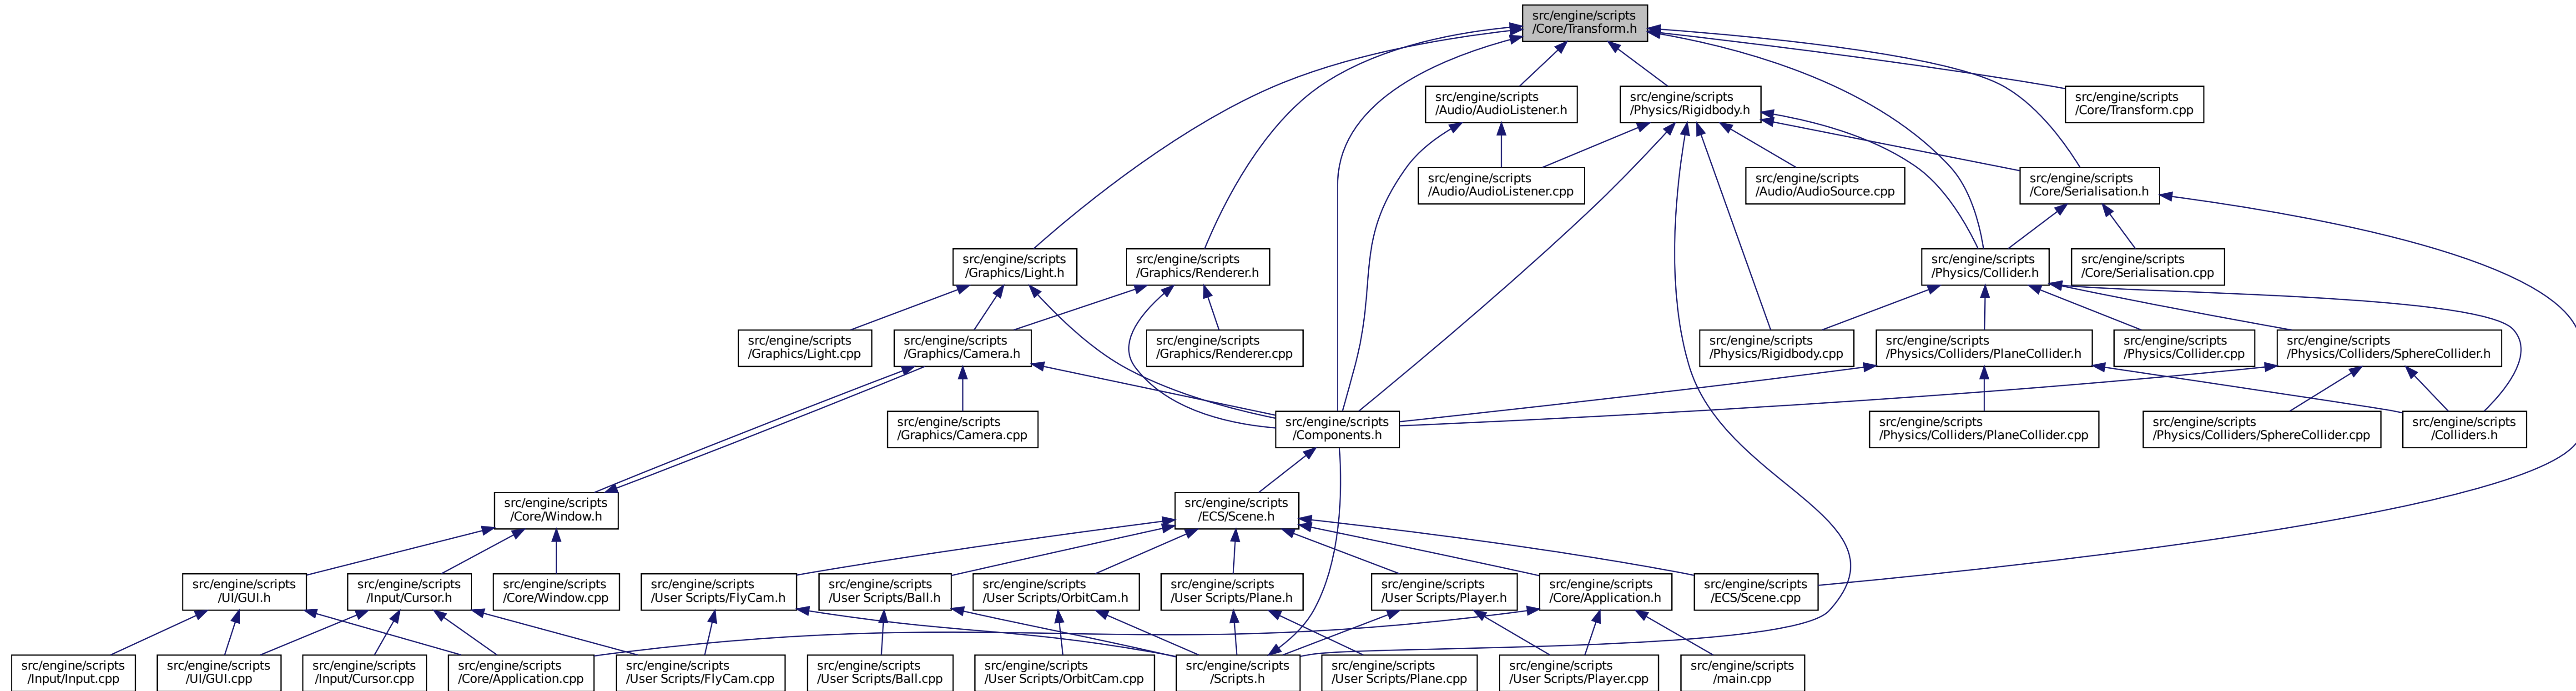 src/engine/scripts
/Core/Transform.h
src/engine/scripts
/Audio/AudioListener.h
src/engine/scripts
/Physics/Rigidbody.h
src/engine/scripts
/Core/Transform.cpp
src/engine/scripts
/Audio/AudioListener.cpp
src/engine/scripts
/Audio/AudioSource.cpp
src/engine/scripts
/Core/Serialisation.h
src/engine/scripts
/Graphics/Light.h
src/engine/scripts
/Graphics/Renderer.h
src/engine/scripts
/Physics/Collider.h
src/engine/scripts
/Core/Serialisation.cpp
src/engine/scripts
/Graphics/Light.cpp
src/engine/scripts
/Graphics/Camera.h
src/engine/scripts
/Graphics/Renderer.cpp
src/engine/scripts
/Physics/Rigidbody.cpp
src/engine/scripts
/Physics/Colliders/PlaneCollider.h
src/engine/scripts
/Physics/Collider.cpp
src/engine/scripts
/Physics/Colliders/SphereCollider.h
src/engine/scripts
/Graphics/Camera.cpp
src/engine/scripts
/Components.h
src/engine/scripts
/Physics/Colliders/PlaneCollider.cpp
src/engine/scripts
/Physics/Colliders/SphereCollider.cpp
src/engine/scripts
/Colliders.h
src/engine/scripts
/Core/Window.h
src/engine/scripts
/ECS/Scene.h
src/engine/scripts
/UI/GUI.h
src/engine/scripts
/Input/Cursor.h
src/engine/scripts
/Core/Window.cpp
src/engine/scripts
/User Scripts/FlyCam.h
src/engine/scripts
/User Scripts/Ball.h
src/engine/scripts
/User Scripts/OrbitCam.h
src/engine/scripts
/User Scripts/Plane.h
src/engine/scripts
/User Scripts/Player.h
src/engine/scripts
/Core/Application.h
src/engine/scripts
/ECS/Scene.cpp
src/engine/scripts
/Input/Input.cpp
src/engine/scripts
/UI/GUI.cpp
src/engine/scripts
/Input/Cursor.cpp
src/engine/scripts
/Core/Application.cpp
src/engine/scripts
/User Scripts/FlyCam.cpp
src/engine/scripts
/User Scripts/Ball.cpp
src/engine/scripts
/User Scripts/OrbitCam.cpp
src/engine/scripts
/Scripts.h
src/engine/scripts
/User Scripts/Plane.cpp
src/engine/scripts
/User Scripts/Player.cpp
src/engine/scripts
/main.cpp